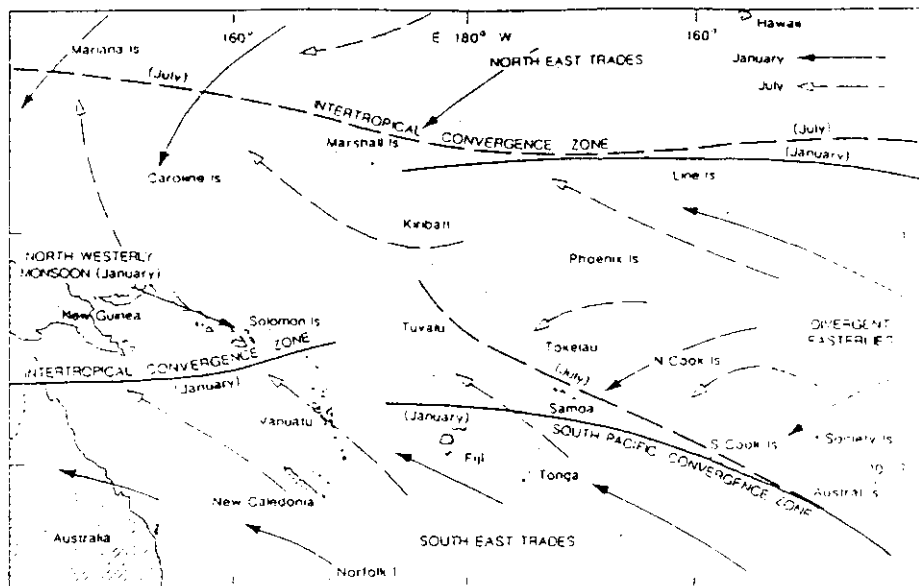 160°
E 180° W
160°
Hawaii
Mariana Is
NORTH EAST TRADES
January
July
(July)
INTERTROPICAL CONVERGENCE ZONE
(July)
(January)
Marshall Is
Caroline Is
Line Is
Kiribati
NORTH WESTERLY
MONSOON (January)
Phoenix Is
New Guinea
Solomon Is
Tuvalu
Tokelau
DIVERGENT
EASTERLIES
N Cook Is
INTERTROPICAL CONVERGENCE ZONE
(January)
(July)
Samoa
(January)
Vanuatu
SOUTH PACIFIC CONVERGENCE ZONE
S Cook Is
Society Is
Fiji
Tonga
Austral Is
New Caledonia
Australia
SOUTH EAST TRADES
Norfolk I